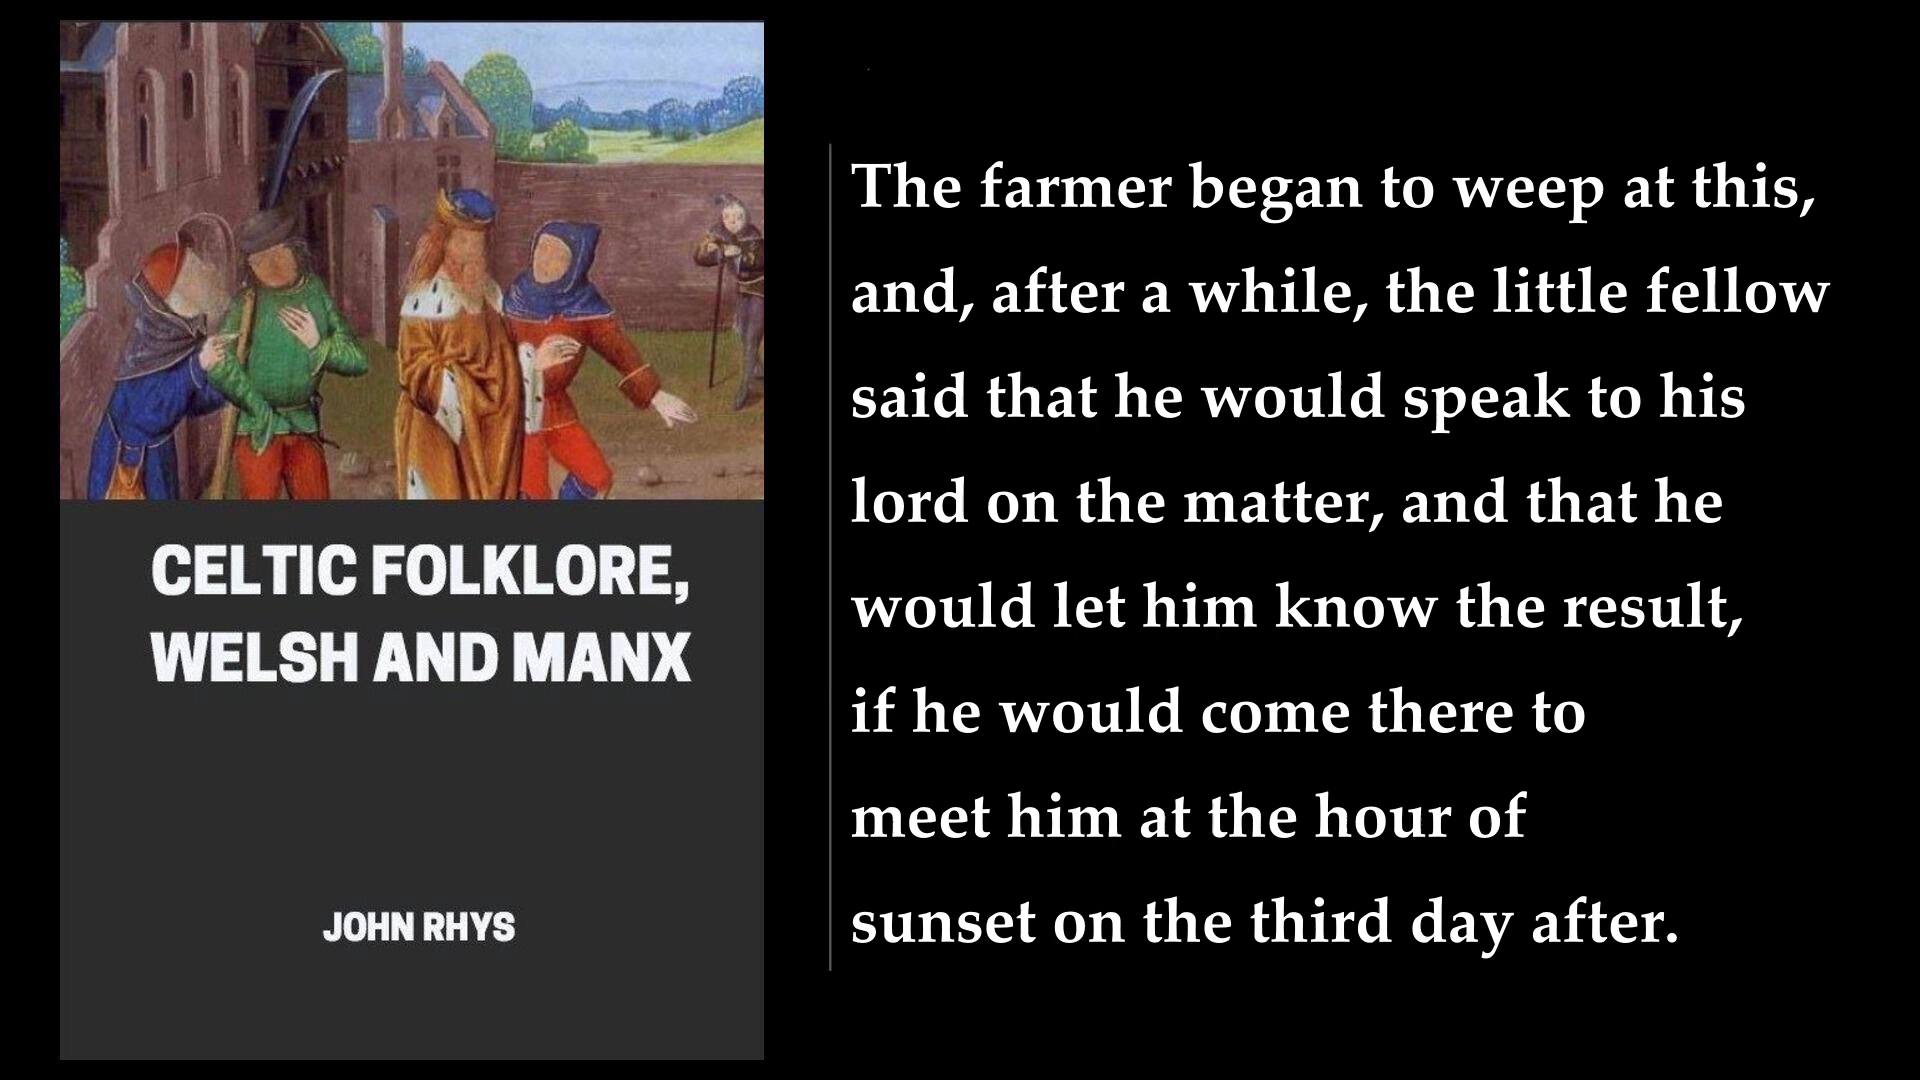 CELTIC FOLKLORE,
WELSH AND MANX
JOHN RHYS
The farmer began to weep at this,
and, after a while, the little fellow
said that he would speak to his
lord on the matter, and that he
would let him know the result,
if he would come there to
meet him at the hour of
sunset on the third day after.